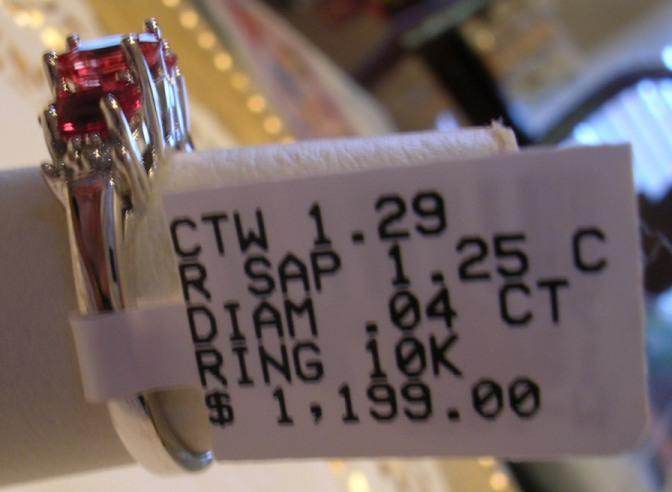 CTW 1.29
R SAP 1.25 C
DIAM .04 CT
RING 10K
$ 1,199.00